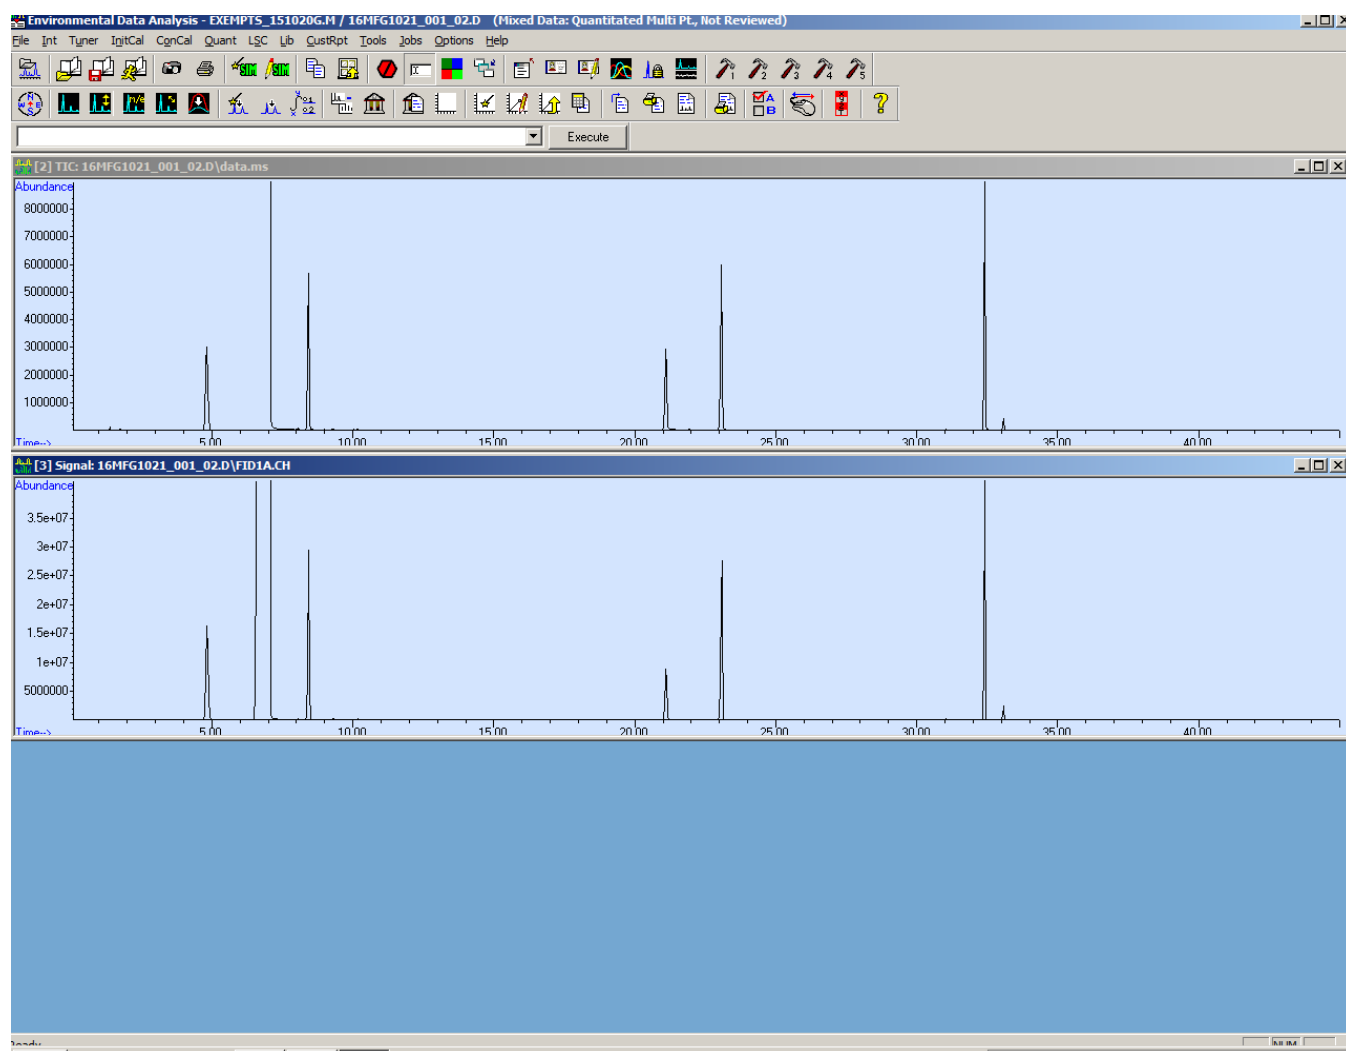 Environmental Data Analysis - EXEMPTS_151020G.M / 16MFG1021_001_02.D (Mixed Data: Quantitated Multi Pt., Not Reviewed)
File Int Tuner InitCal ConCal Quant LSC Lib CustRpt Tools Jobs Options Help
Execute
[2] TIC: 16MFG1021_001_02.D\data.ms
Abundance
8000000
7000000
6000000
5000000
4000000
3000000
2000000
1000000
Time--> 5.00 10.00 15.00 20.00 25.00 30.00 35.00 40.00
[3] Signal: 16MFG1021_001_02.D\FID1A.CH
Abundance
3.5e+07
3e+07
2.5e+07
2e+07
1.5e+07
1e+07
5000000
Time--> 5.00 10.00 15.00 20.00 25.00 30.00 35.00 40.00
Ready NUM